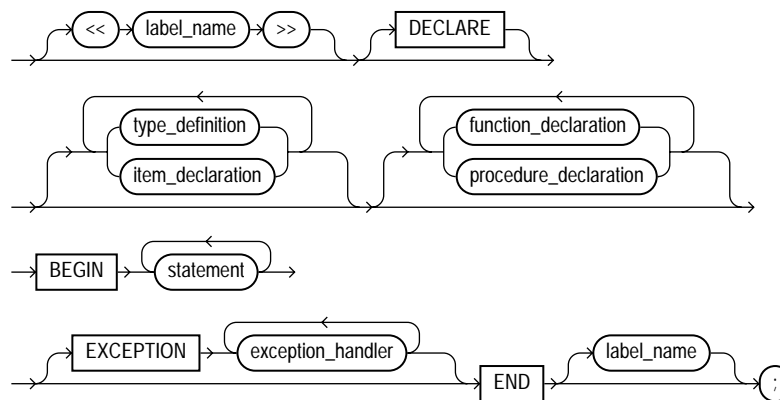 << label_name >> DECLARE
type_definition function_declaration
item_declaration procedure_declaration
BEGIN statement
EXCEPTION exception_handler label_name
END ;